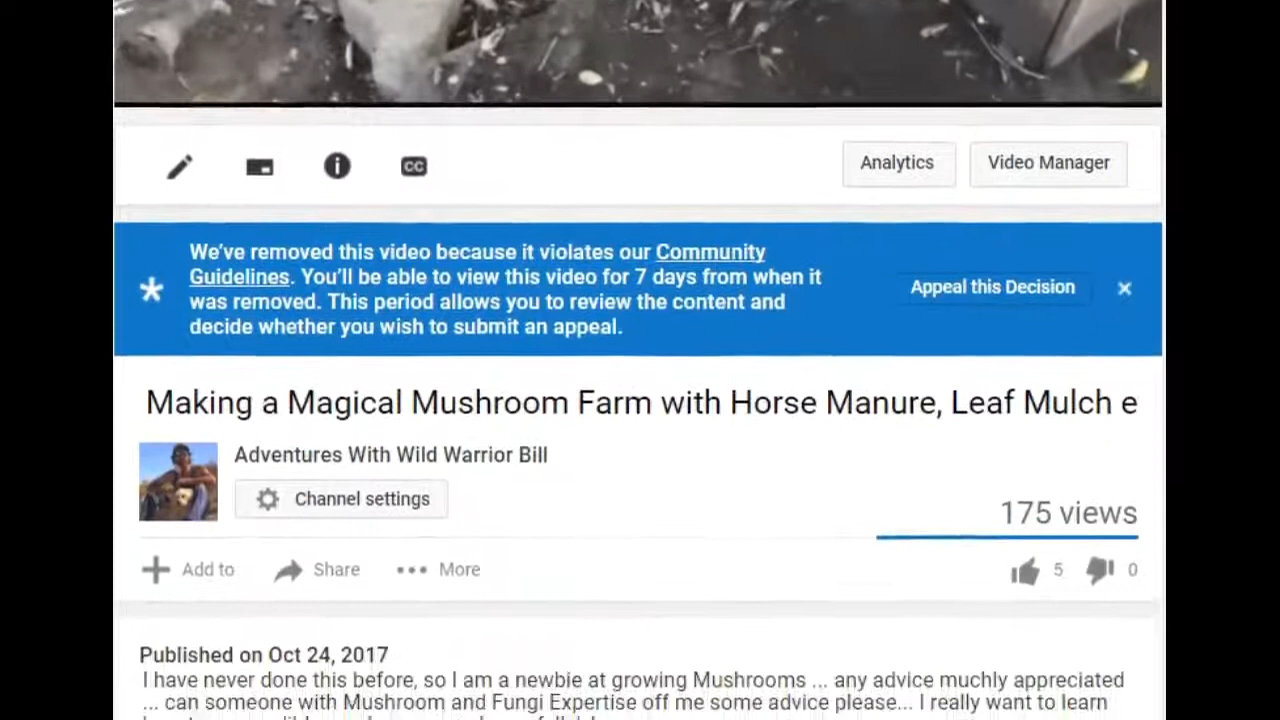 CC
Analytics
Video Manager
We've removed this video because it violates our Community
Guidelines. You'll be able to view this video for 7 days from when it
was removed. This period allows you to review the content and
decide whether you wish to submit an appeal.
Appeal this Decision
Making a Magical Mushroom Farm with Horse Manure, Leaf Mulch e
Adventures With Wild Warrior Bill
Channel settings
175 views
Add to
Share
More
5
0
Published on Oct 24, 2017
I have never done this before, so I am a newbie at growing Mushrooms ... any advice muchly appreciated
... can someone with Mushroom and Fungi Expertise off me some advice please... I really want to learn